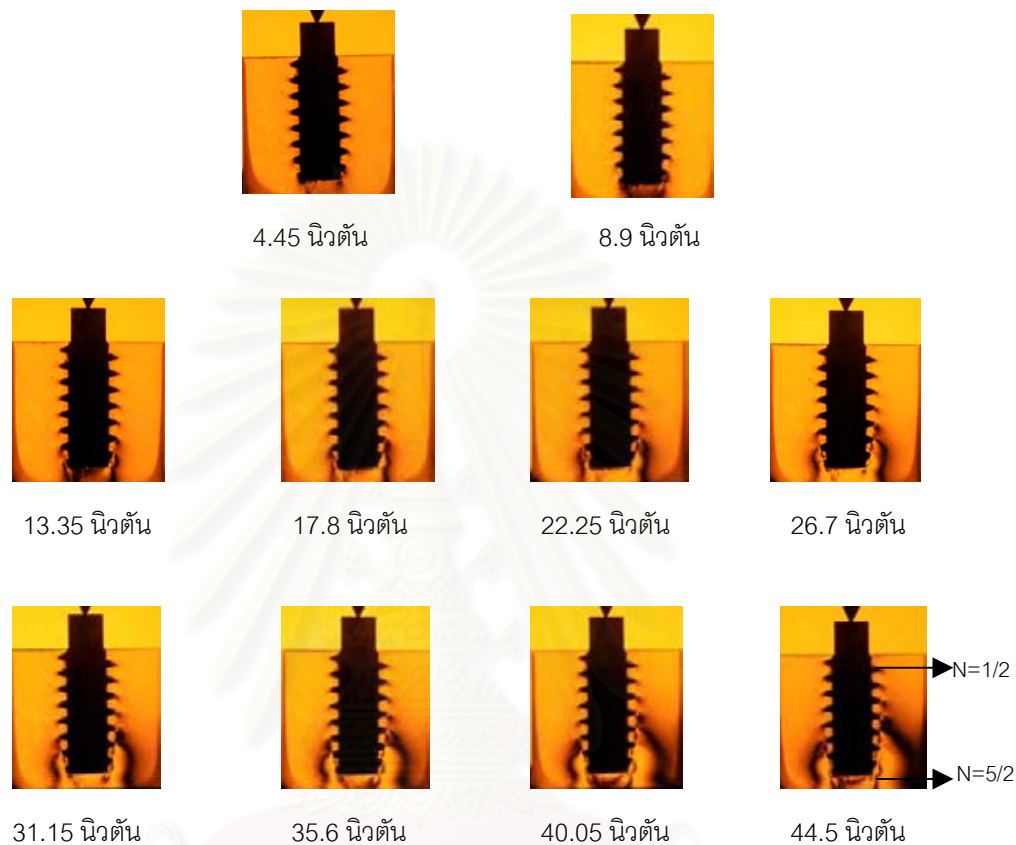 4.45 นิวตัน
8.9 นิวตัน
13.35 นิวตัน
17.8 นิวตัน
22.25 นิวตัน
26.7 นิวตัน
N=1/2
N=5/2
31.15 นิวตัน
35.6 นิวตัน
40.05 นิวตัน
44.5 นิวตัน